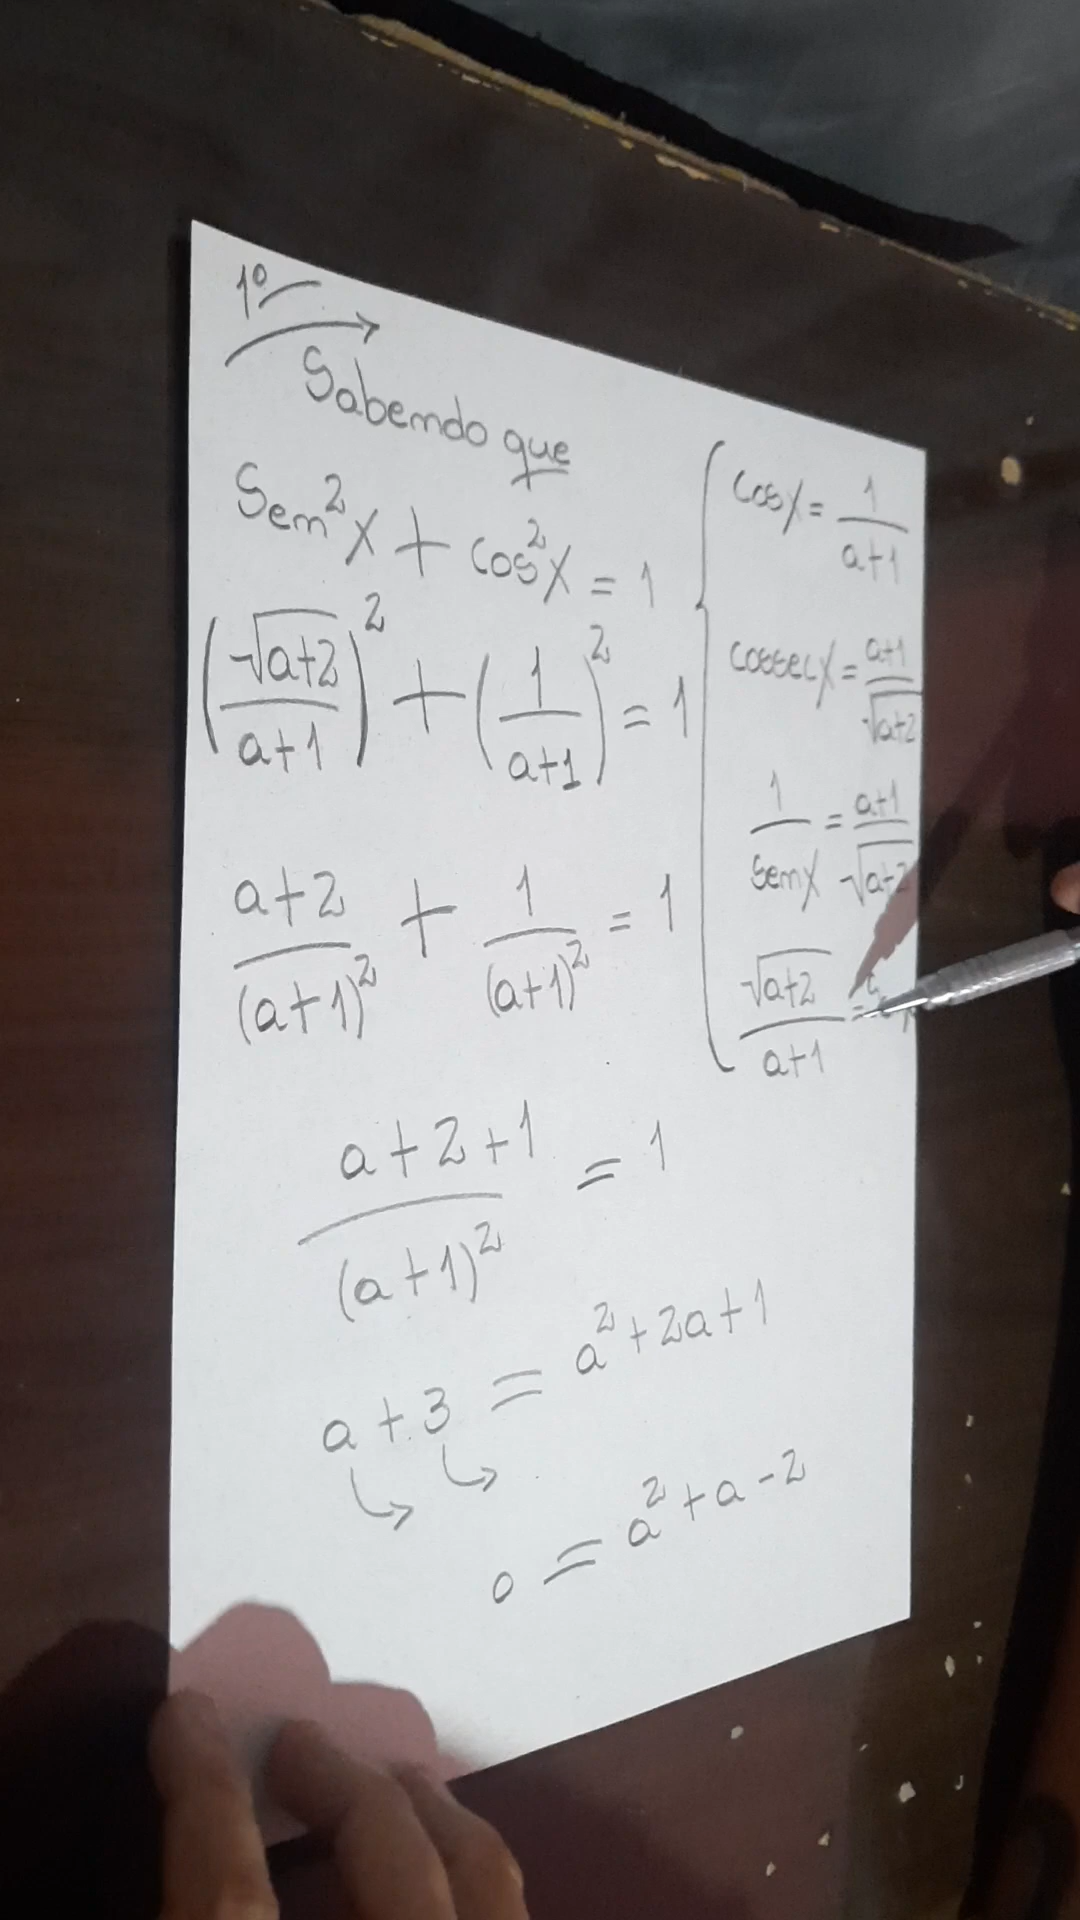 1º
Sabendo que
Sen²x + cos²x = 1
(√(a+2)/(a+1))² + (1/(a+1))² = 1
(a+2)/(a+1)² + 1/(a+1)² = 1
(a+2+1)/(a+1)² = 1
a + 3 = a² + 2a + 1
0 = a² + a - 2
cosx = 1/(a+1)
cossecx = (a+1)/√(a+2)
1/senx = (a+1)/√(a+2)
√(a+2)/(a+1) =